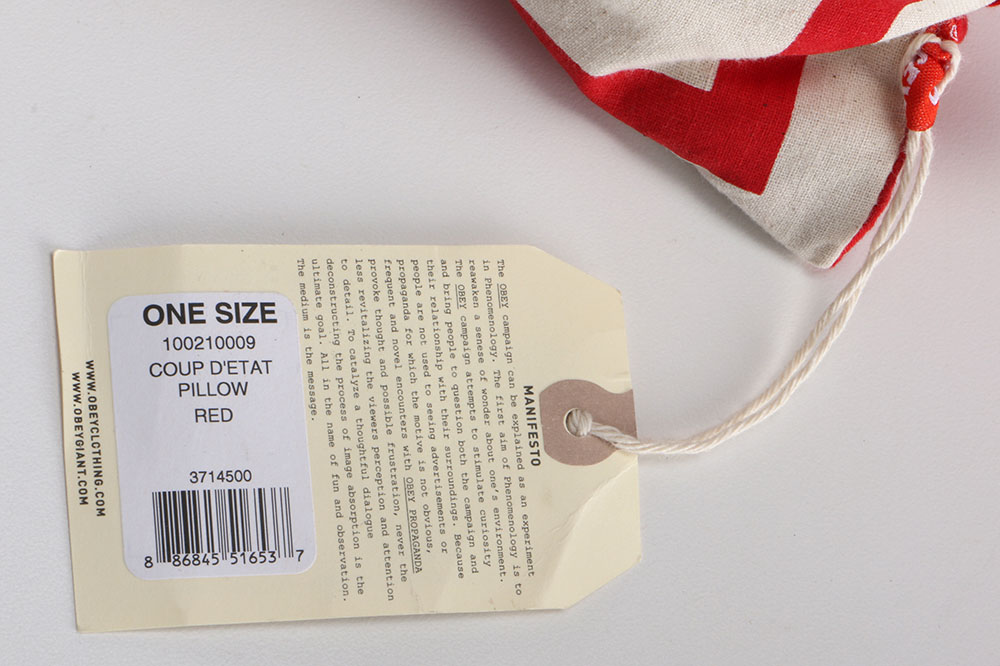 MANIFESTO
The OBEY campaign can be explained as an experiment
in Phenomenology. The first aim of Phenomenology is to
reawaken a senese of wonder about one's environment.
The OBEY campaign attempts to stimulate curiosity
and bring people to question both the campaign and
their relationship with their surroundings. Because
people are not used to seeing advertisements or
propaganda for which the motive is not obvious,
frequent and novel encounters with OBEY PROPAGANDA
provoke thought and possible frustration, never the
less revitalizing the viewers perception and attention
to detail. To catalyze a thoughtful dialogue
deconstructing the process of image absorption is the
ultimate goal. All in the name of fun and observation.
The medium is the message.
ONE SIZE
100210009
COUP D'ETAT
PILLOW
RED
3714500
8 86845 51653 7
WWW.OBEYCLOTHING.COM
WWW.OBEYGIANT.COM